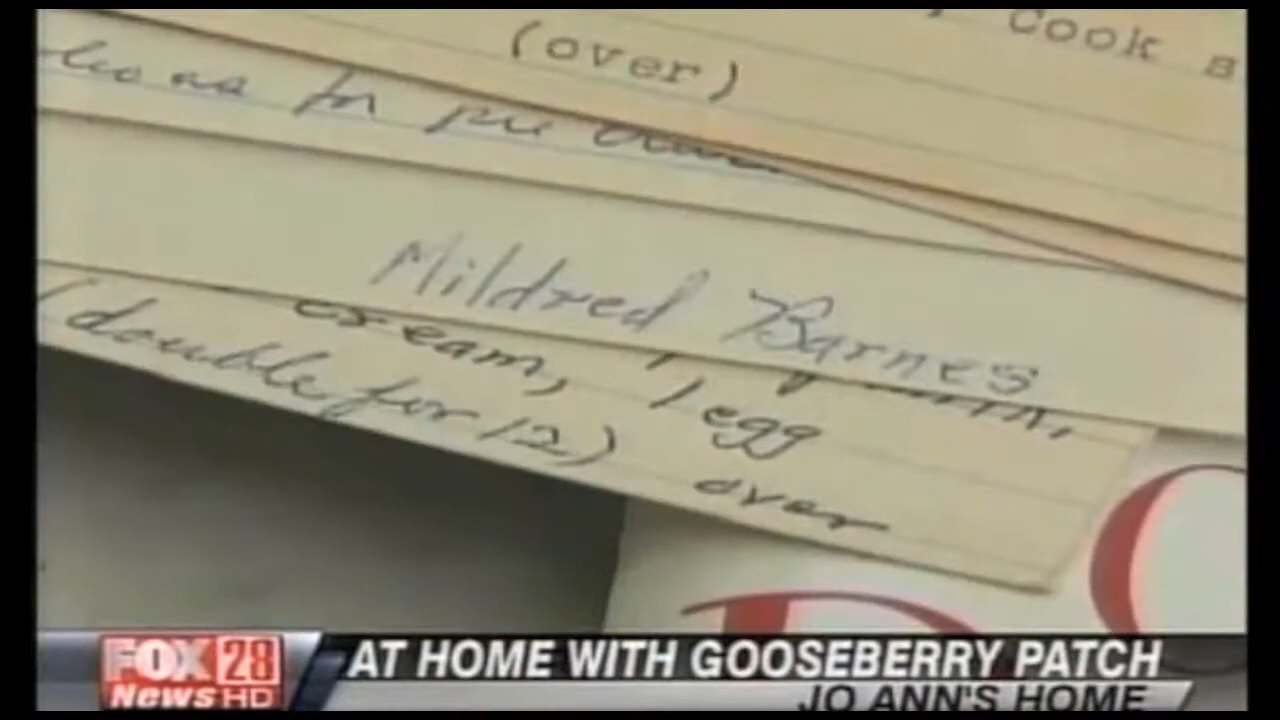 Cook s
(over)
as for pie
Mildred Barnes
cream, 1 egg
(double for 12) over
FOX 28
NEWS HD
AT HOME WITH GOOSEBERRY PATCH
JO ANN'S HOME